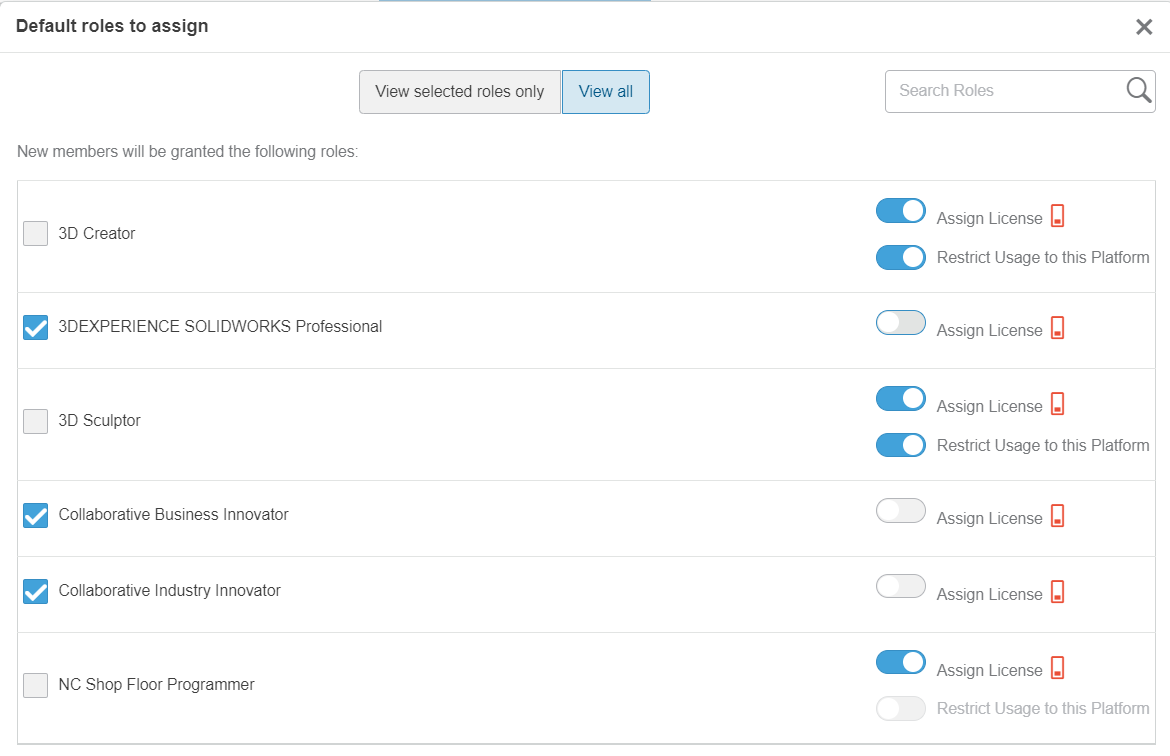 Default roles to assign
View selected roles only
View all
Search Roles
New members will be granted the following roles:
3D Creator
Assign License
Restrict Usage to this Platform
3DEXPERIENCE SOLIDWORKS Professional
Assign License
3D Sculptor
Assign License
Restrict Usage to this Platform
Collaborative Business Innovator
Assign License
Collaborative Industry Innovator
Assign License
NC Shop Floor Programmer
Assign License
Restrict Usage to this Platform